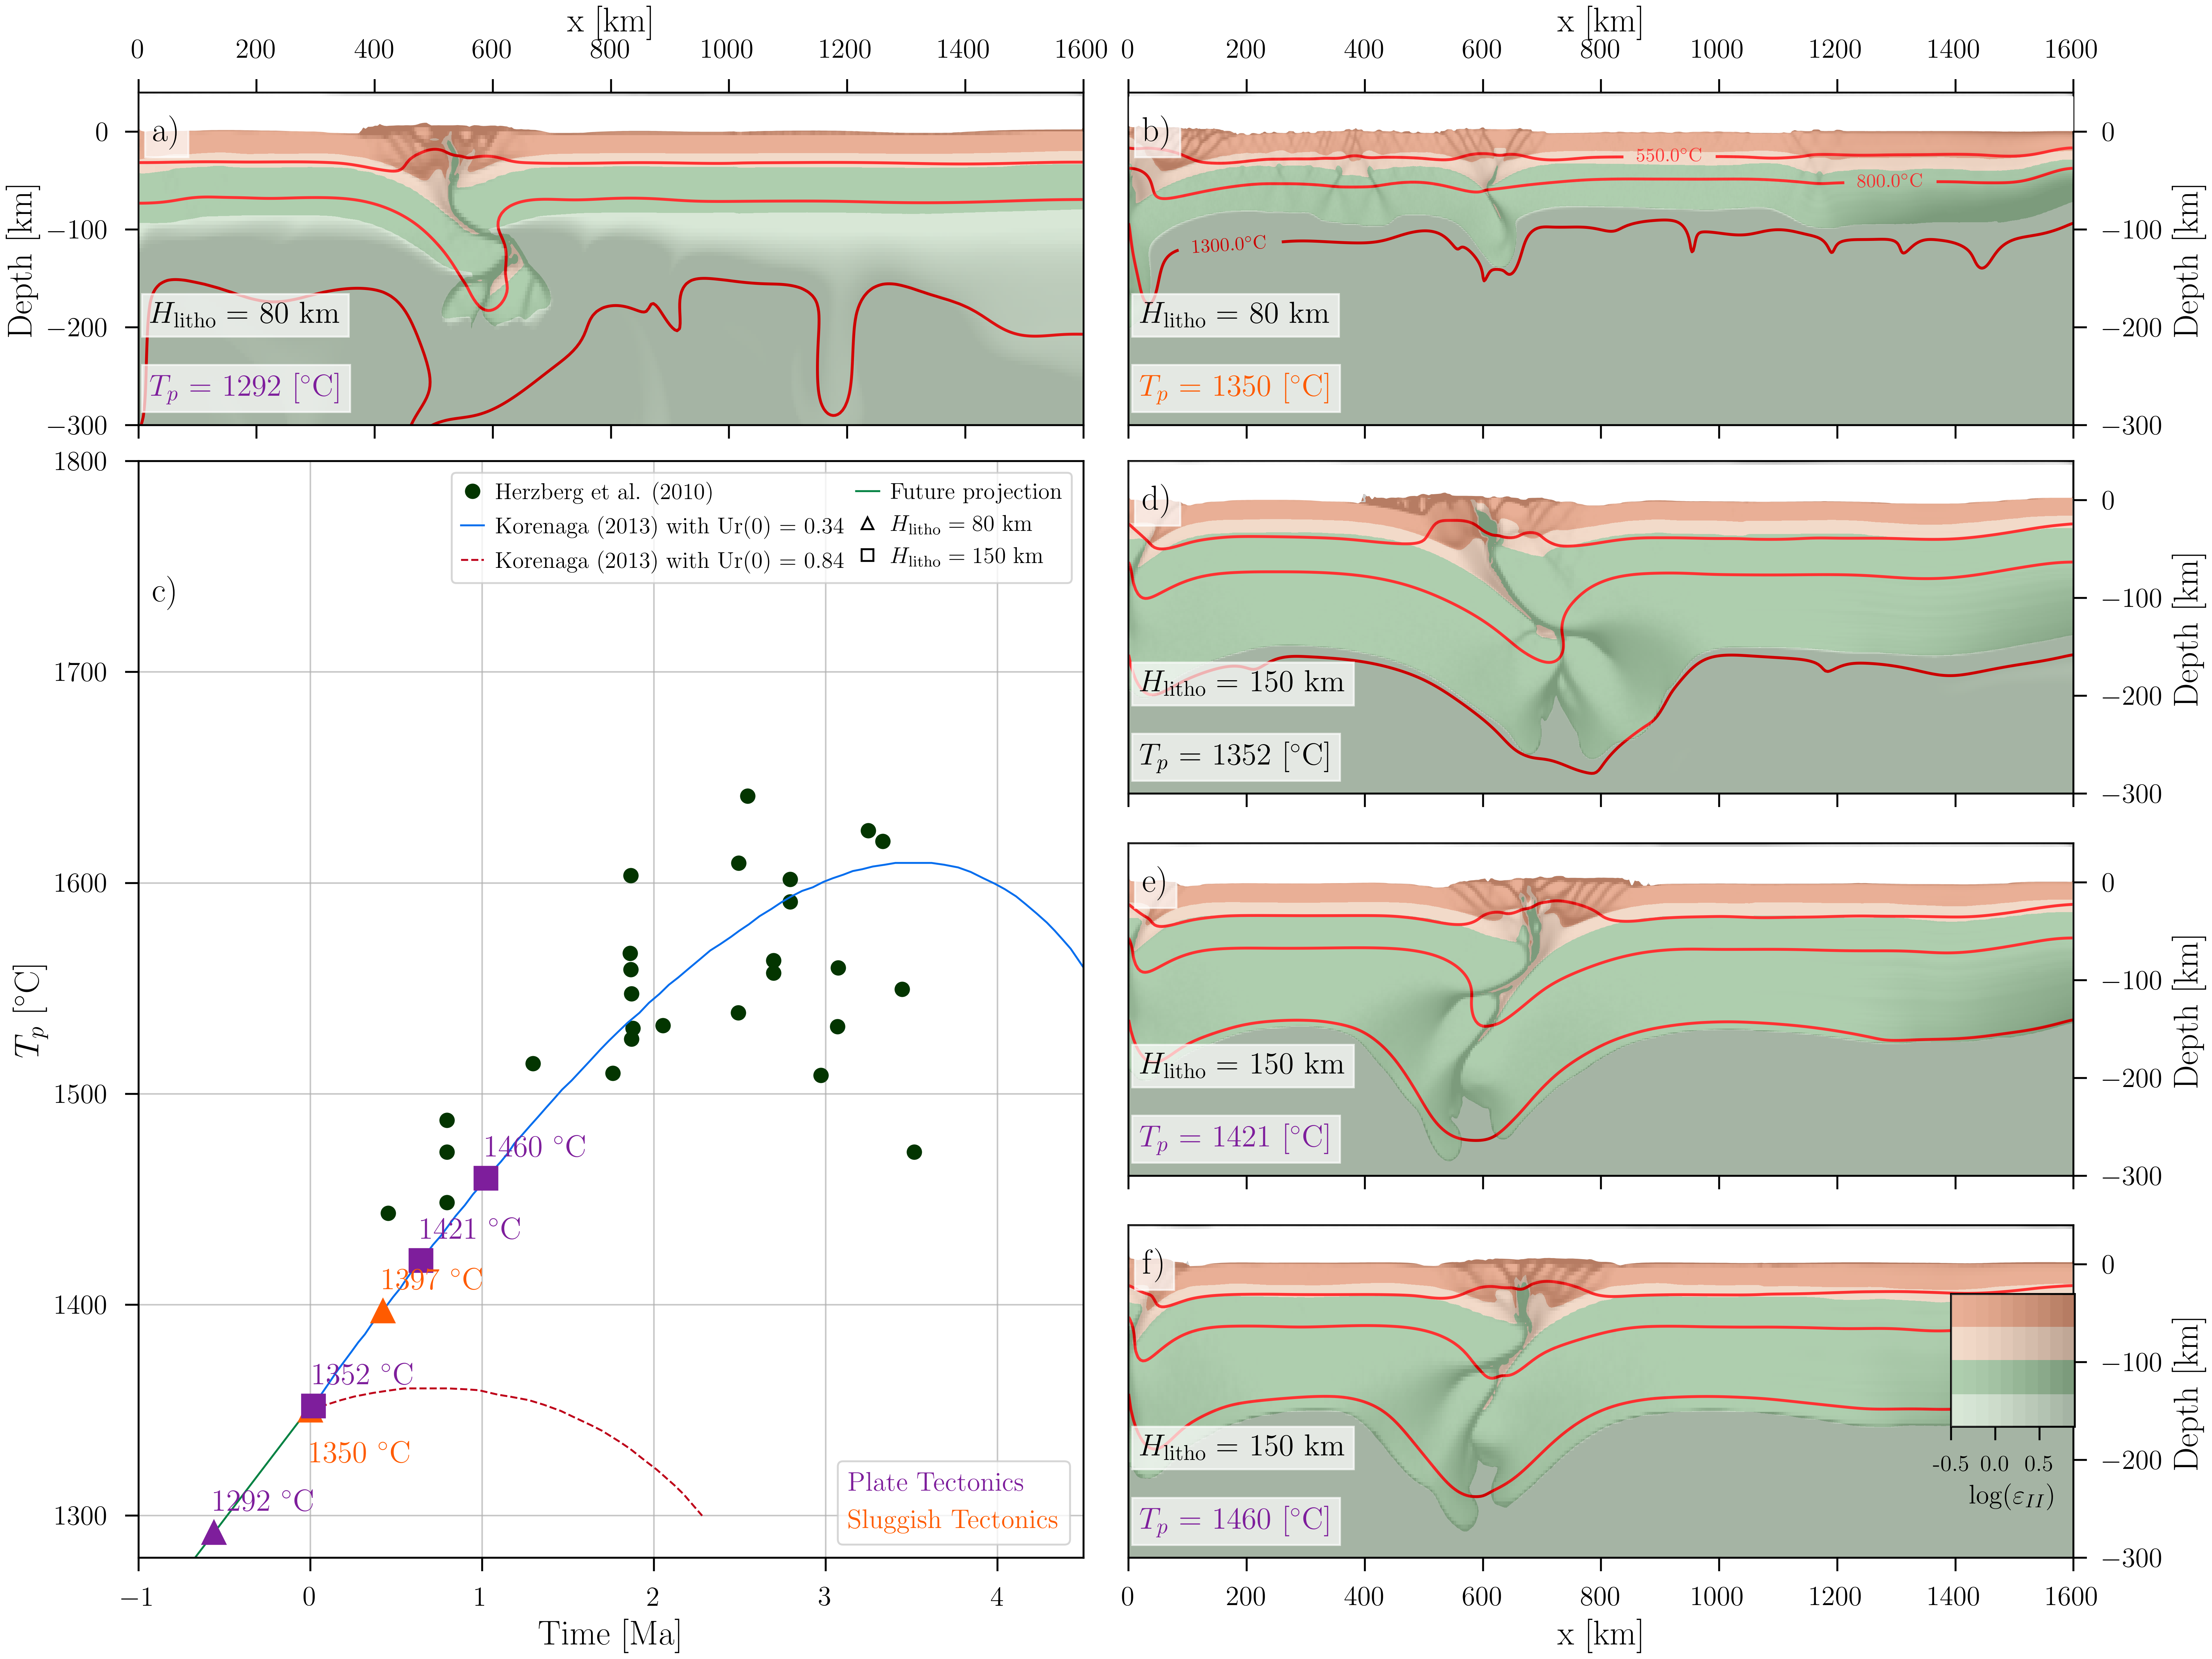 x [km]
0 200 400 600 800 1000 1200 1400 1600
a)
0
−100
−200
−300
Depth [km]
H_litho = 80 km
T_p = 1292 [°C]
x [km]
0 200 400 600 800 1000 1200 1400 1600
b)
550.0°C
800.0°C
1300.0°C
0
−100
−200
−300
Depth [km]
H_litho = 80 km
T_p = 1350 [°C]
c)
Herzberg et al. (2010)
Korenaga (2013) with Ur(0) = 0.34
Korenaga (2013) with Ur(0) = 0.84
Future projection
H_litho = 80 km
H_litho = 150 km
1800
1700
1600
1500
1400
1300
T_p [°C]
1460 °C
1421 °C
1397 °C
1352 °C
1350 °C
1292 °C
Plate Tectonics
Sluggish Tectonics
−1 0 1 2 3 4
Time [Ma]
d)
0
−100
−200
−300
Depth [km]
H_litho = 150 km
T_p = 1352 [°C]
e)
0
−100
−200
−300
Depth [km]
H_litho = 150 km
T_p = 1421 [°C]
f)
0
−100
−200
−300
Depth [km]
H_litho = 150 km
T_p = 1460 [°C]
-0.5 0.0 0.5
log(ε_II)
0 200 400 600 800 1000 1200 1400 1600
x [km]